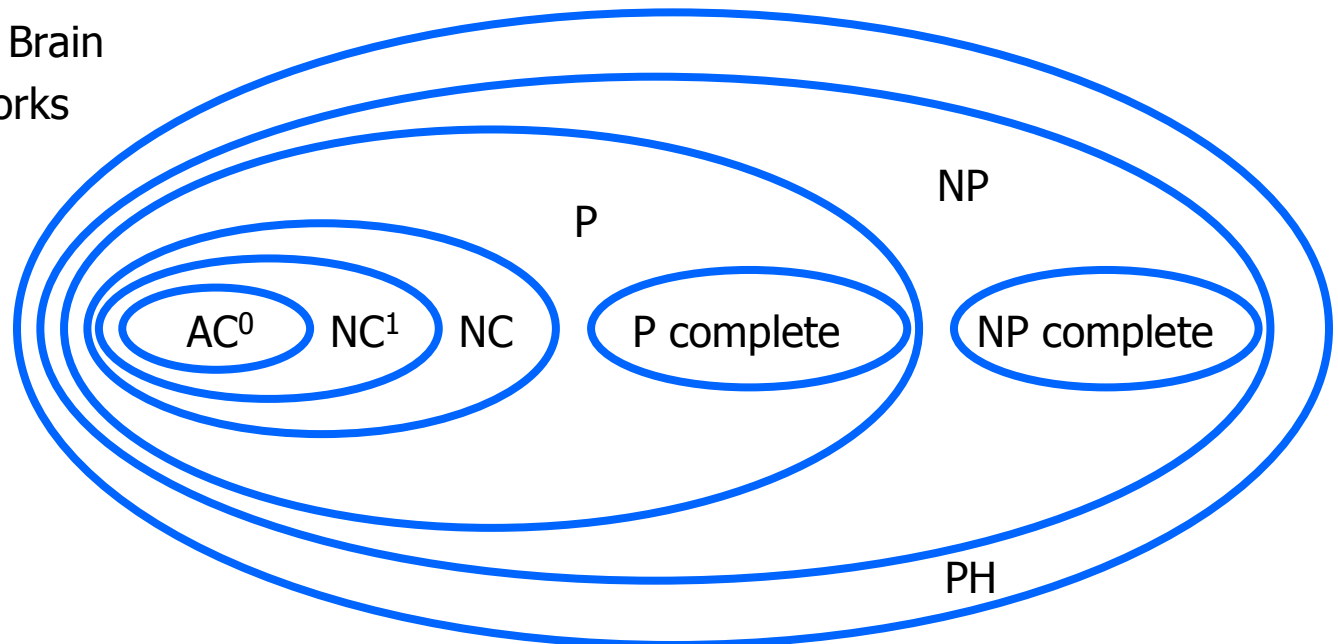 Brain
orks
NP
P
AC⁰ NC¹ NC P complete NP complete
PH